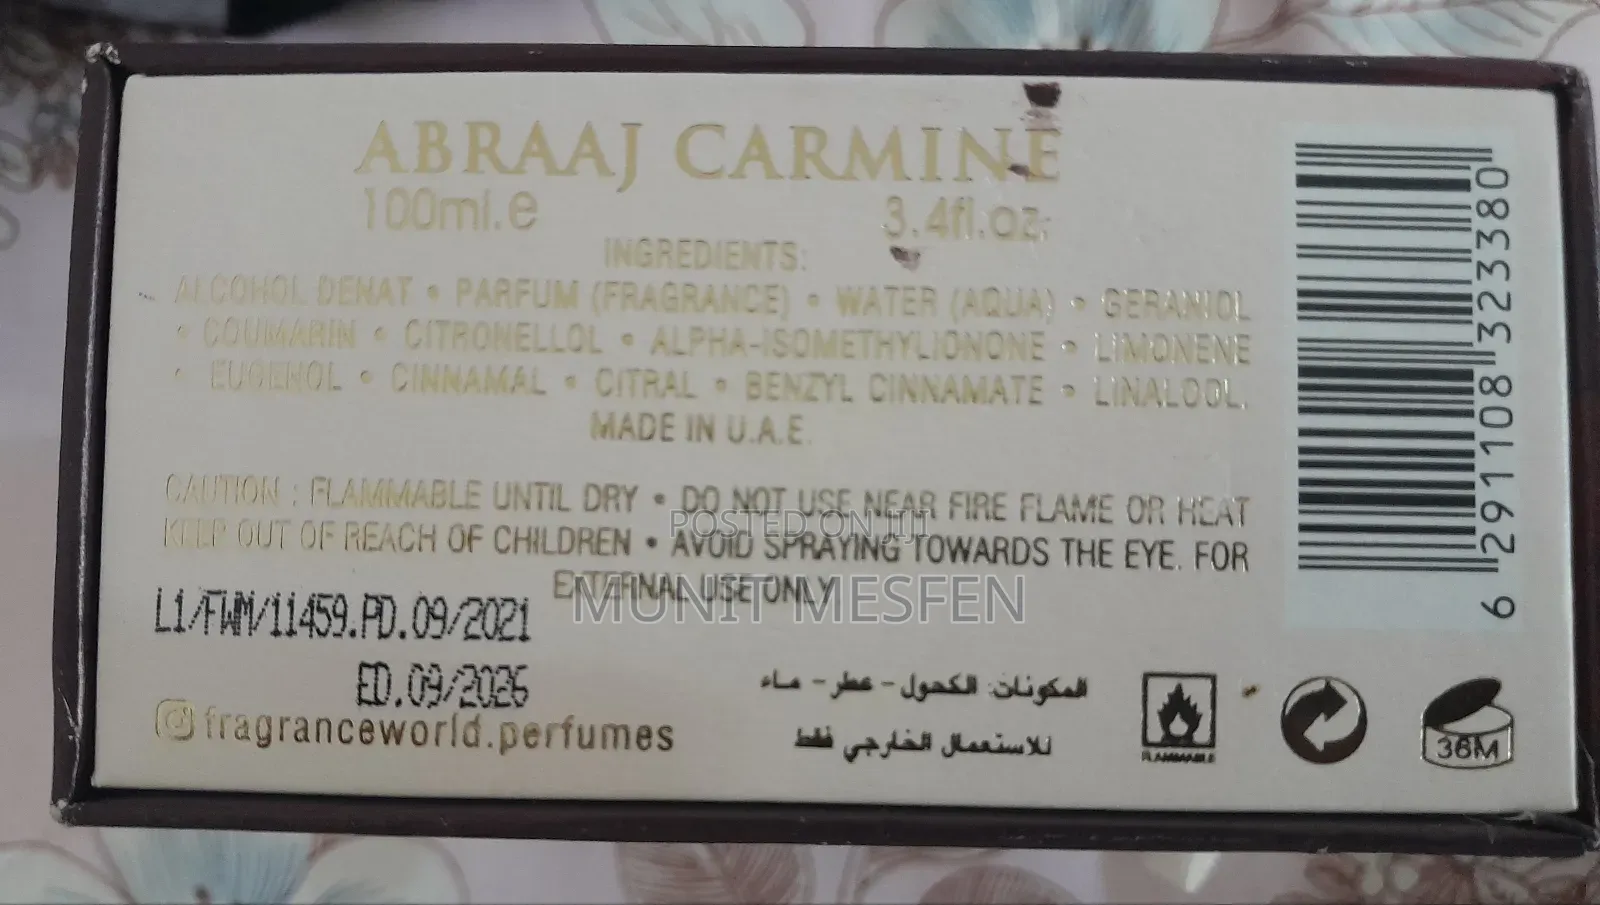 ABRAAJ CARMINE
100ml.e 3.4fl.oz.
INGREDIENTS:
ALCOHOL DENAT • PARFUM (FRAGRANCE) • WATER (AQUA) • GERANIOL
• COUMARIN • CITRONELLOL • ALPHA-ISOMETHYLIONONE • LIMONENE
• EUGENOL • CINNAMAL • CITRAL • BENZYL CINNAMATE • LINALOOL.
MADE IN U.A.E.
CAUTION : FLAMMABLE UNTIL DRY • DO NOT USE NEAR FIRE FLAME OR HEAT
KEEP OUT OF REACH OF CHILDREN • AVOID SPRAYING TOWARDS THE EYE. FOR
EXTERNAL USE ONLY
POSTED ON JIJI
MUNIT MESFEN
L1/FWM/11459.PD.09/2021
ED.09/2026
fragranceworld.perfumes
المكونات: الكحول - عطر - ماء
للاستعمال الخارجي فقط
FLAMMABLE
36M
6 291108 323380